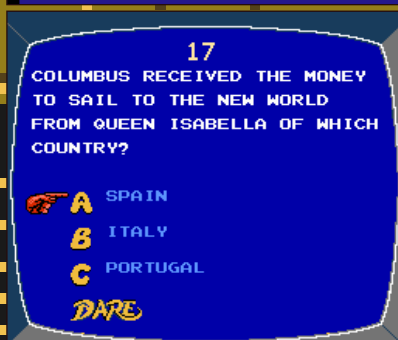 17
COLUMBUS RECEIVED THE MONEY
TO SAIL TO THE NEW WORLD
FROM QUEEN ISABELLA OF WHICH
COUNTRY?
A SPAIN
B ITALY
C PORTUGAL
DARE